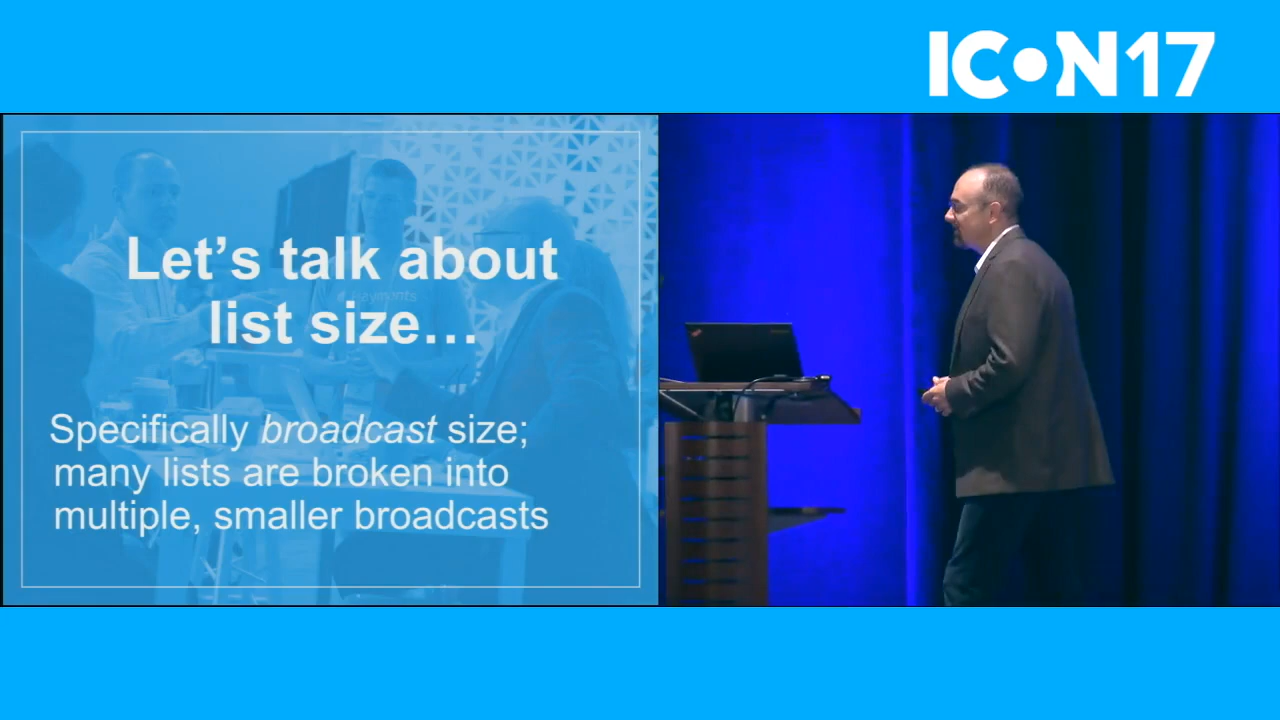 ICON17
Let's talk about
list size…
Specifically broadcast size;
many lists are broken into
multiple, smaller broadcasts